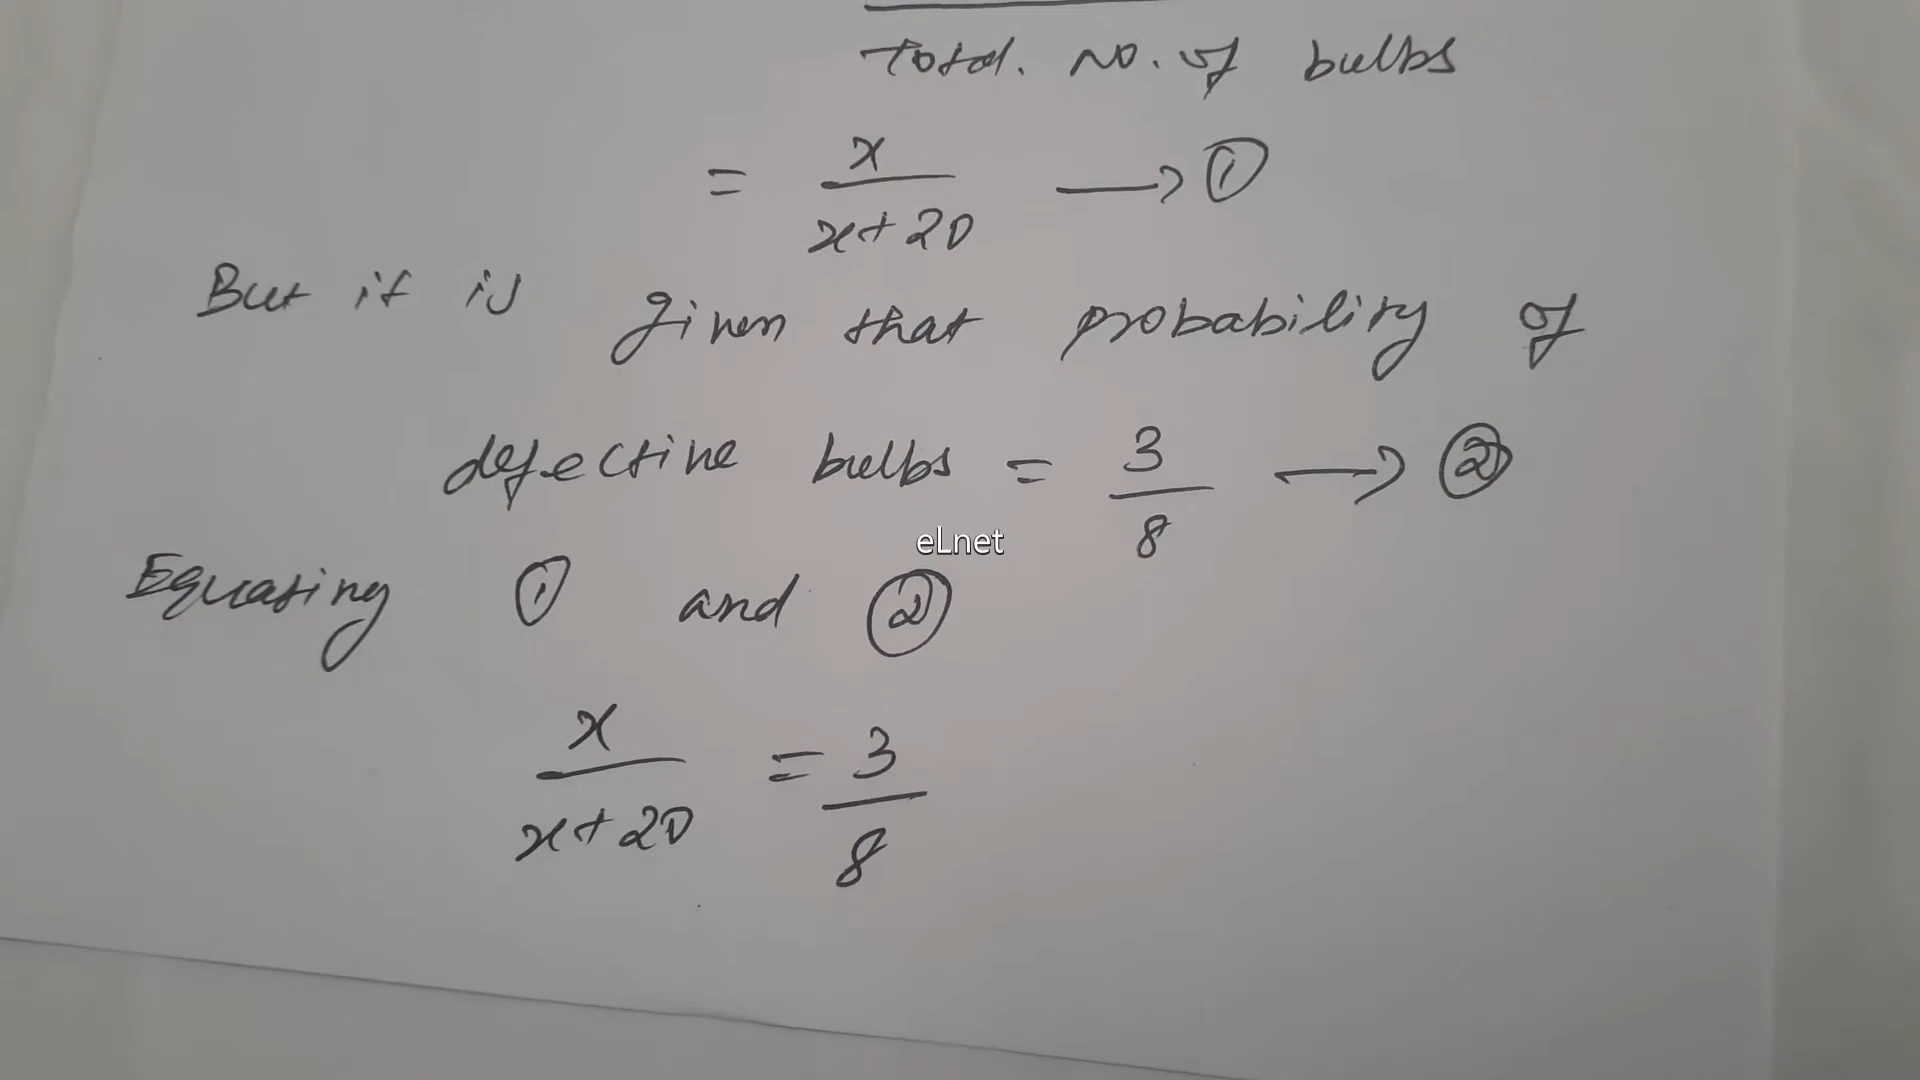 Total. No. of bulbs
= x/(x+20) → ①
But it is given that probability of
defective bulbs = 3/8 → ②
eLnet
Equating ① and ②
x/(x+20) = 3/8